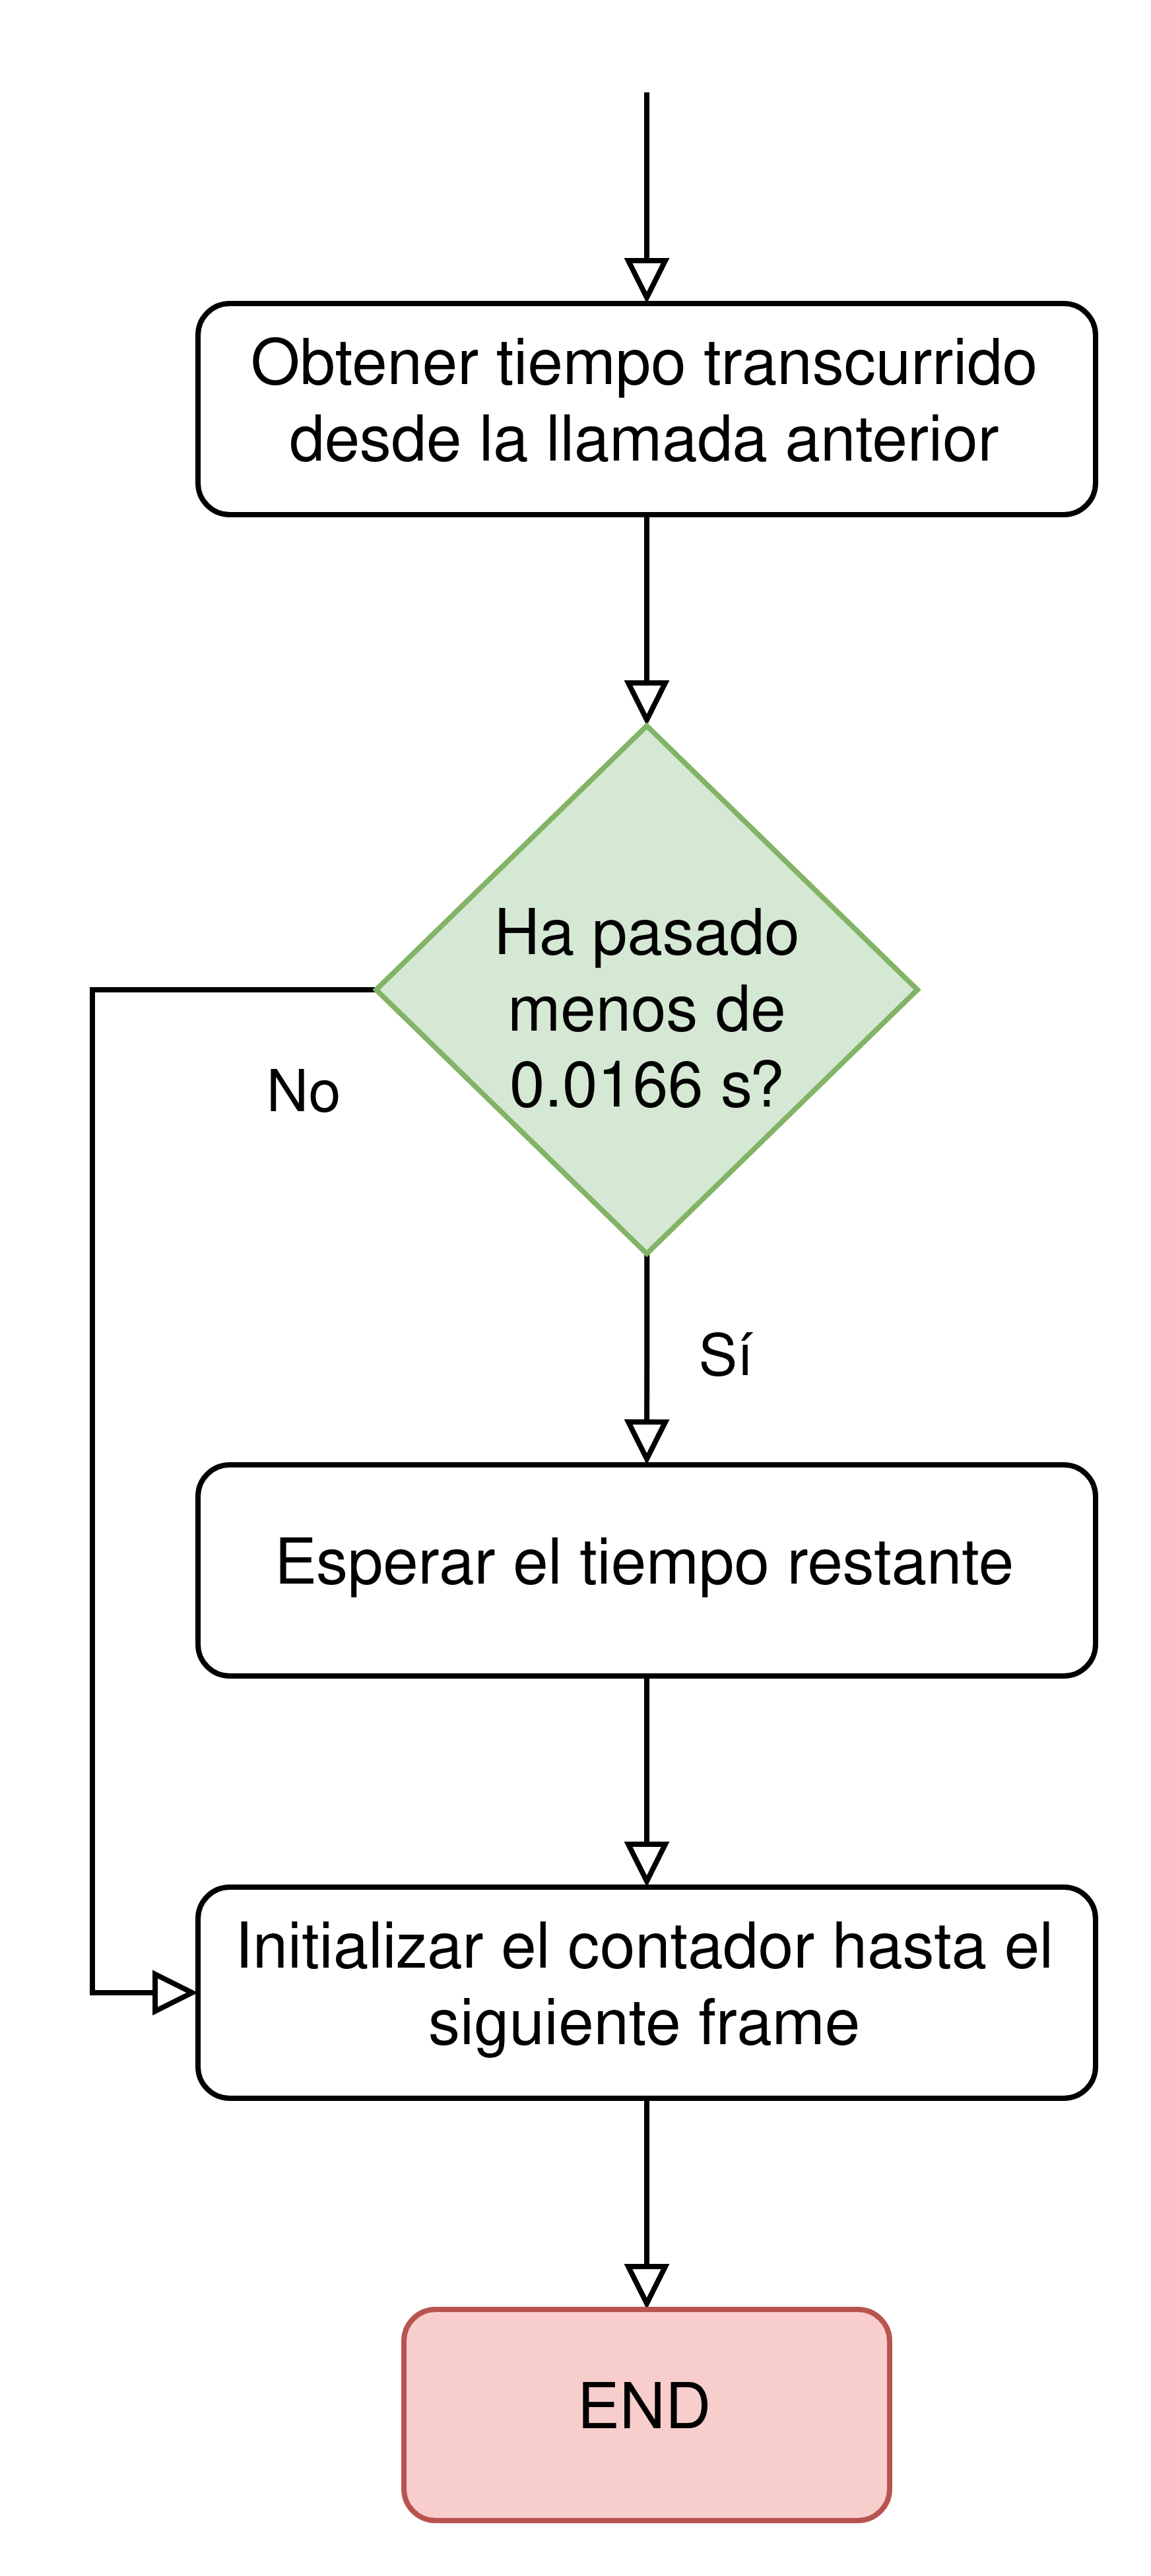 Obtener tiempo transcurrido
desde la llamada anterior
Ha pasado
menos de
0.0166 s?
No
Sí
Esperar el tiempo restante
Initializar el contador hasta el
siguiente frame
END